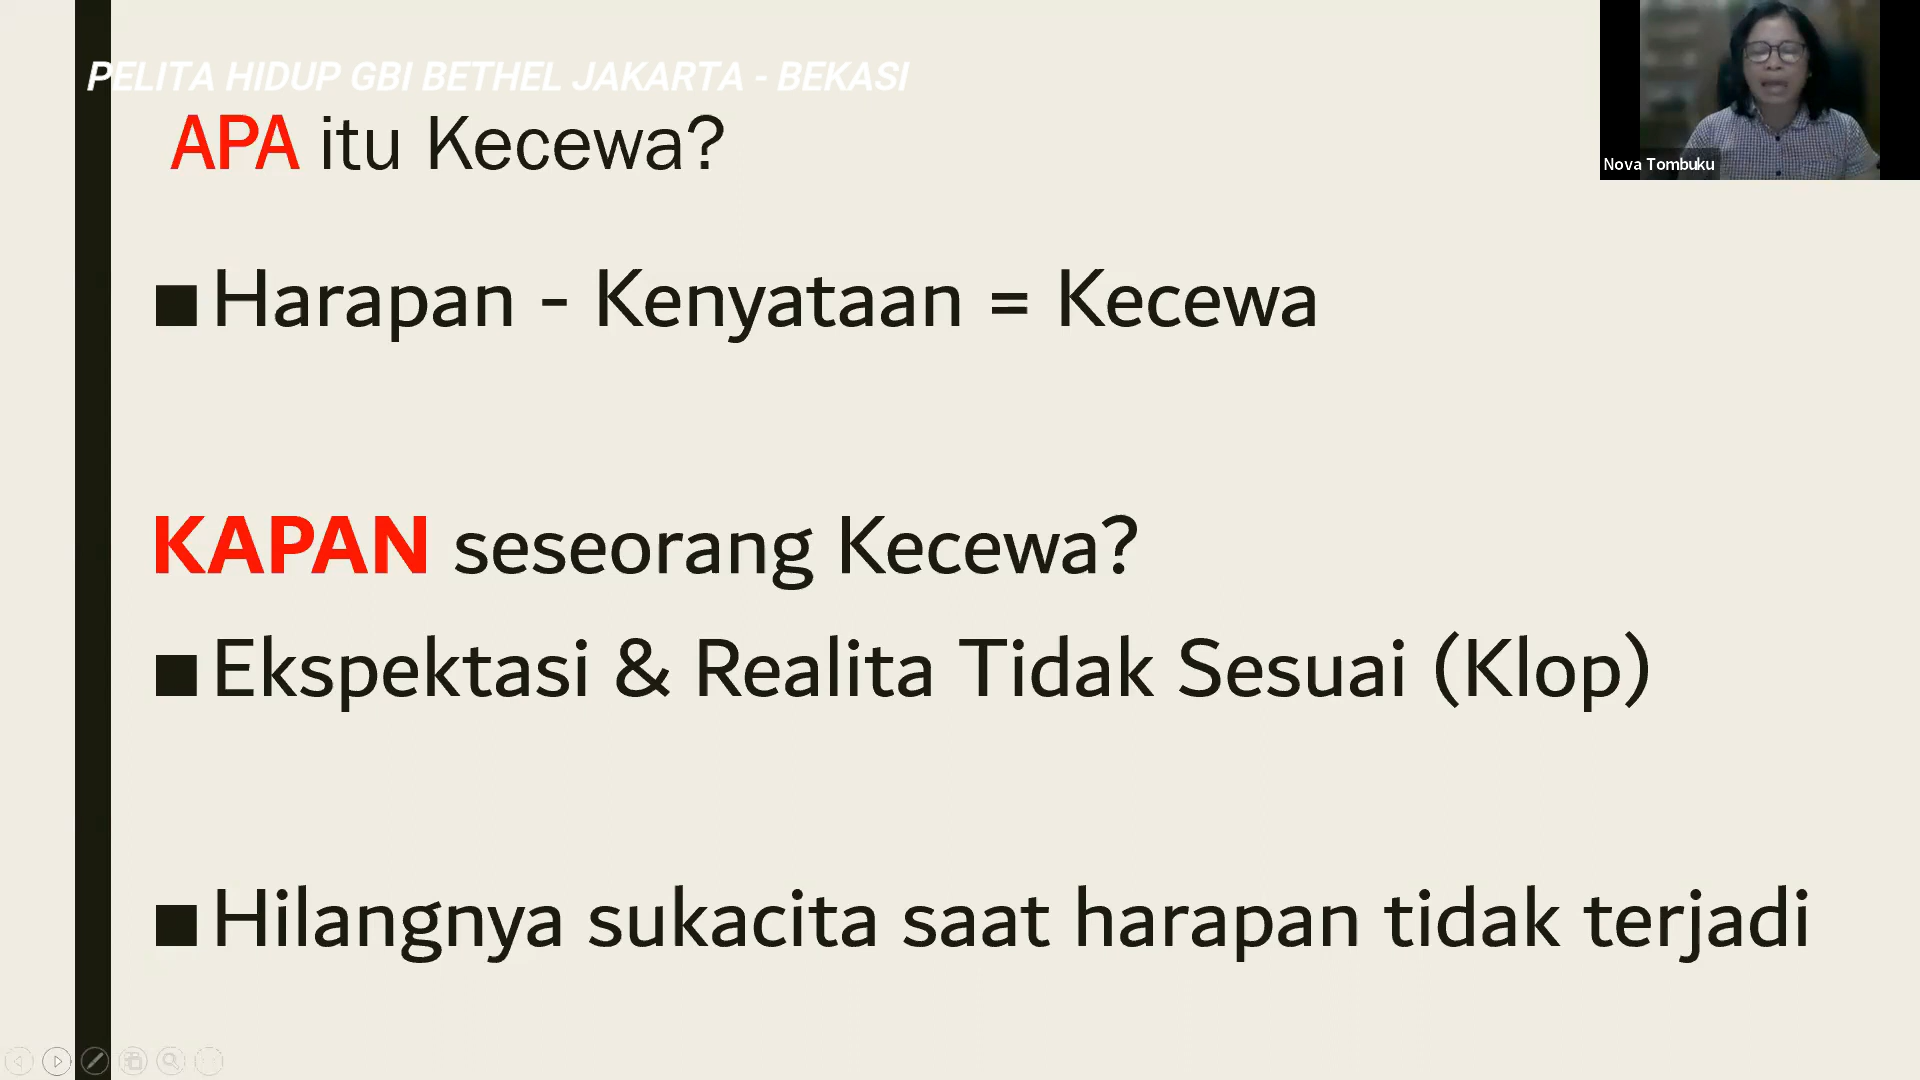 PELITA HIDUP GBI BETHEL JAKARTA - BEKASI
APA itu Kecewa?
Nova Tombuku
■Harapan - Kenyataan = Kecewa
KAPAN seseorang Kecewa?
■Ekspektasi & Realita Tidak Sesuai (Klop)
■Hilangnya sukacita saat harapan tidak terjadi